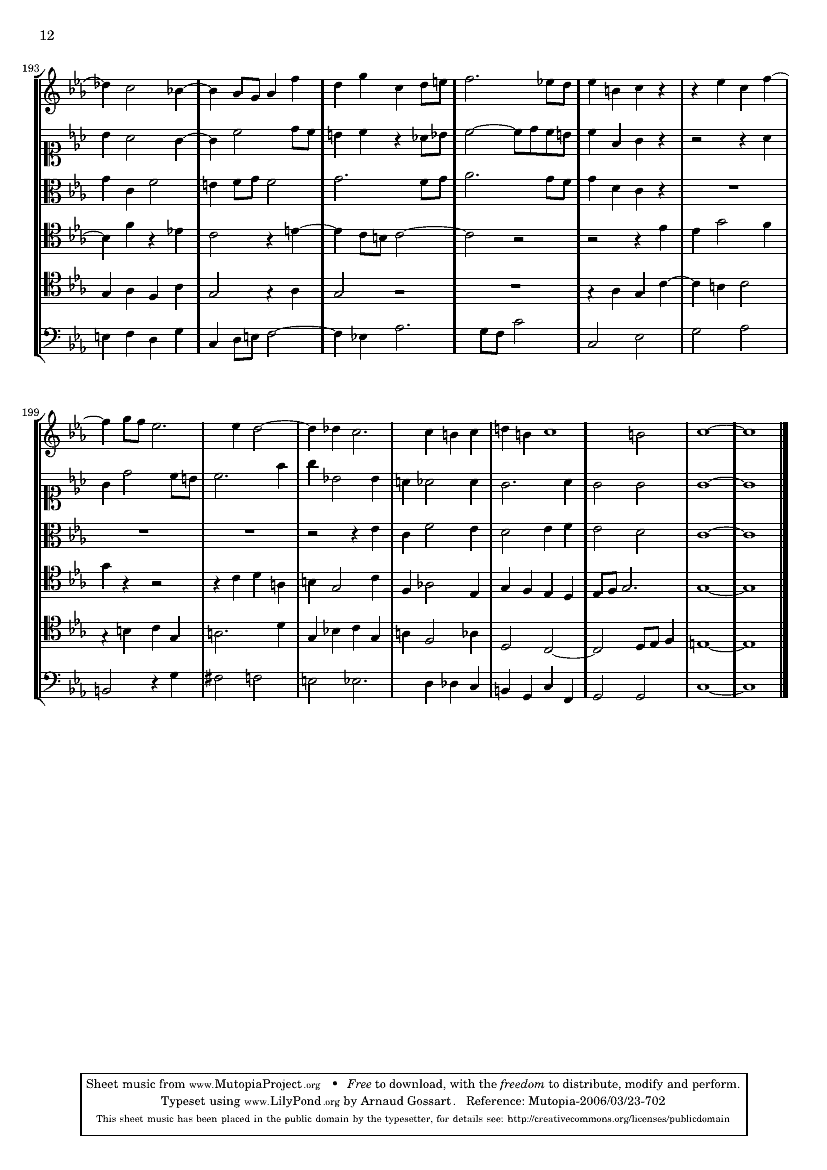 12
193
199
Sheet music from www.MutopiaProject.org • Free to download, with the freedom to distribute, modify and perform.
Typeset using www.LilyPond.org by Arnaud Gossart. Reference: Mutopia-2006/03/23-702
This sheet music has been placed in the public domain by the typesetter, for details see: http://creativecommons.org/licenses/publicdomain